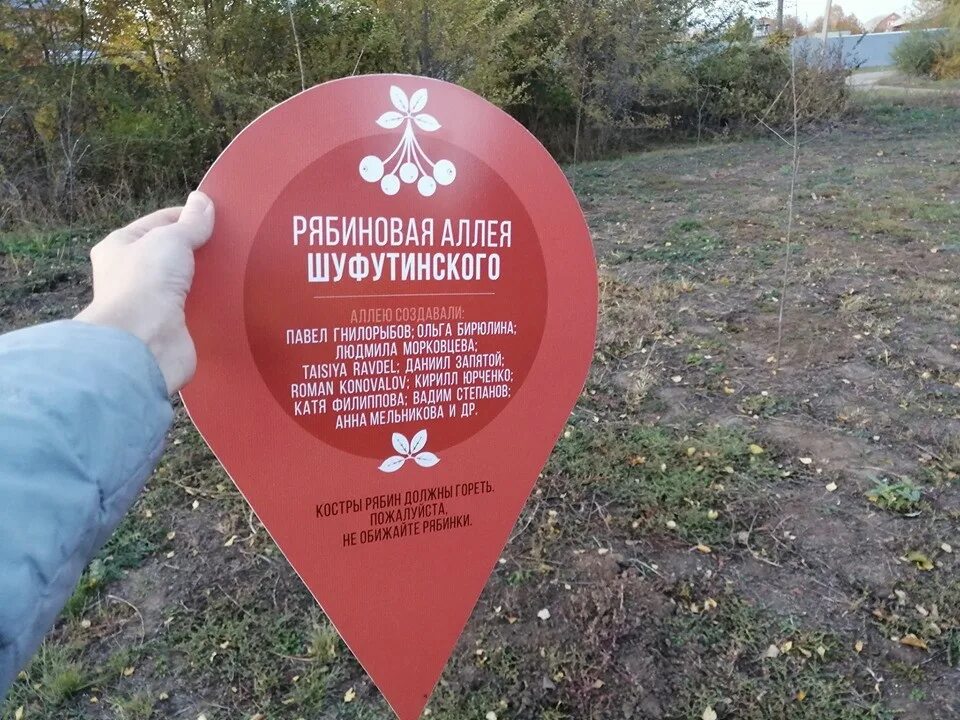 РЯБИНОВАЯ АЛЛЕЯ
ШУФУТИНСКОГО
АЛЛЕЮ СОЗДАВАЛИ:
ПАВЕЛ ГНИЛОРЫБОВ; ОЛЬГА БИРЮЛИНА;
ЛЮДМИЛА МОРКОВЦЕВА;
TAISIYA RAVDEL; ДАНИИЛ ЗАПЯТОЙ;
ROMAN KONOVALOV; КИРИЛЛ ЮРЧЕНКО;
КАТЯ ФИЛИППОВА; ВАДИМ СТЕПАНОВ;
АННА МЕЛЬНИКОВА И ДР.
КОСТРЫ РЯБИН ДОЛЖНЫ ГОРЕТЬ.
ПОЖАЛУЙСТА,
НЕ ОБИЖАЙТЕ РЯБИНКИ.